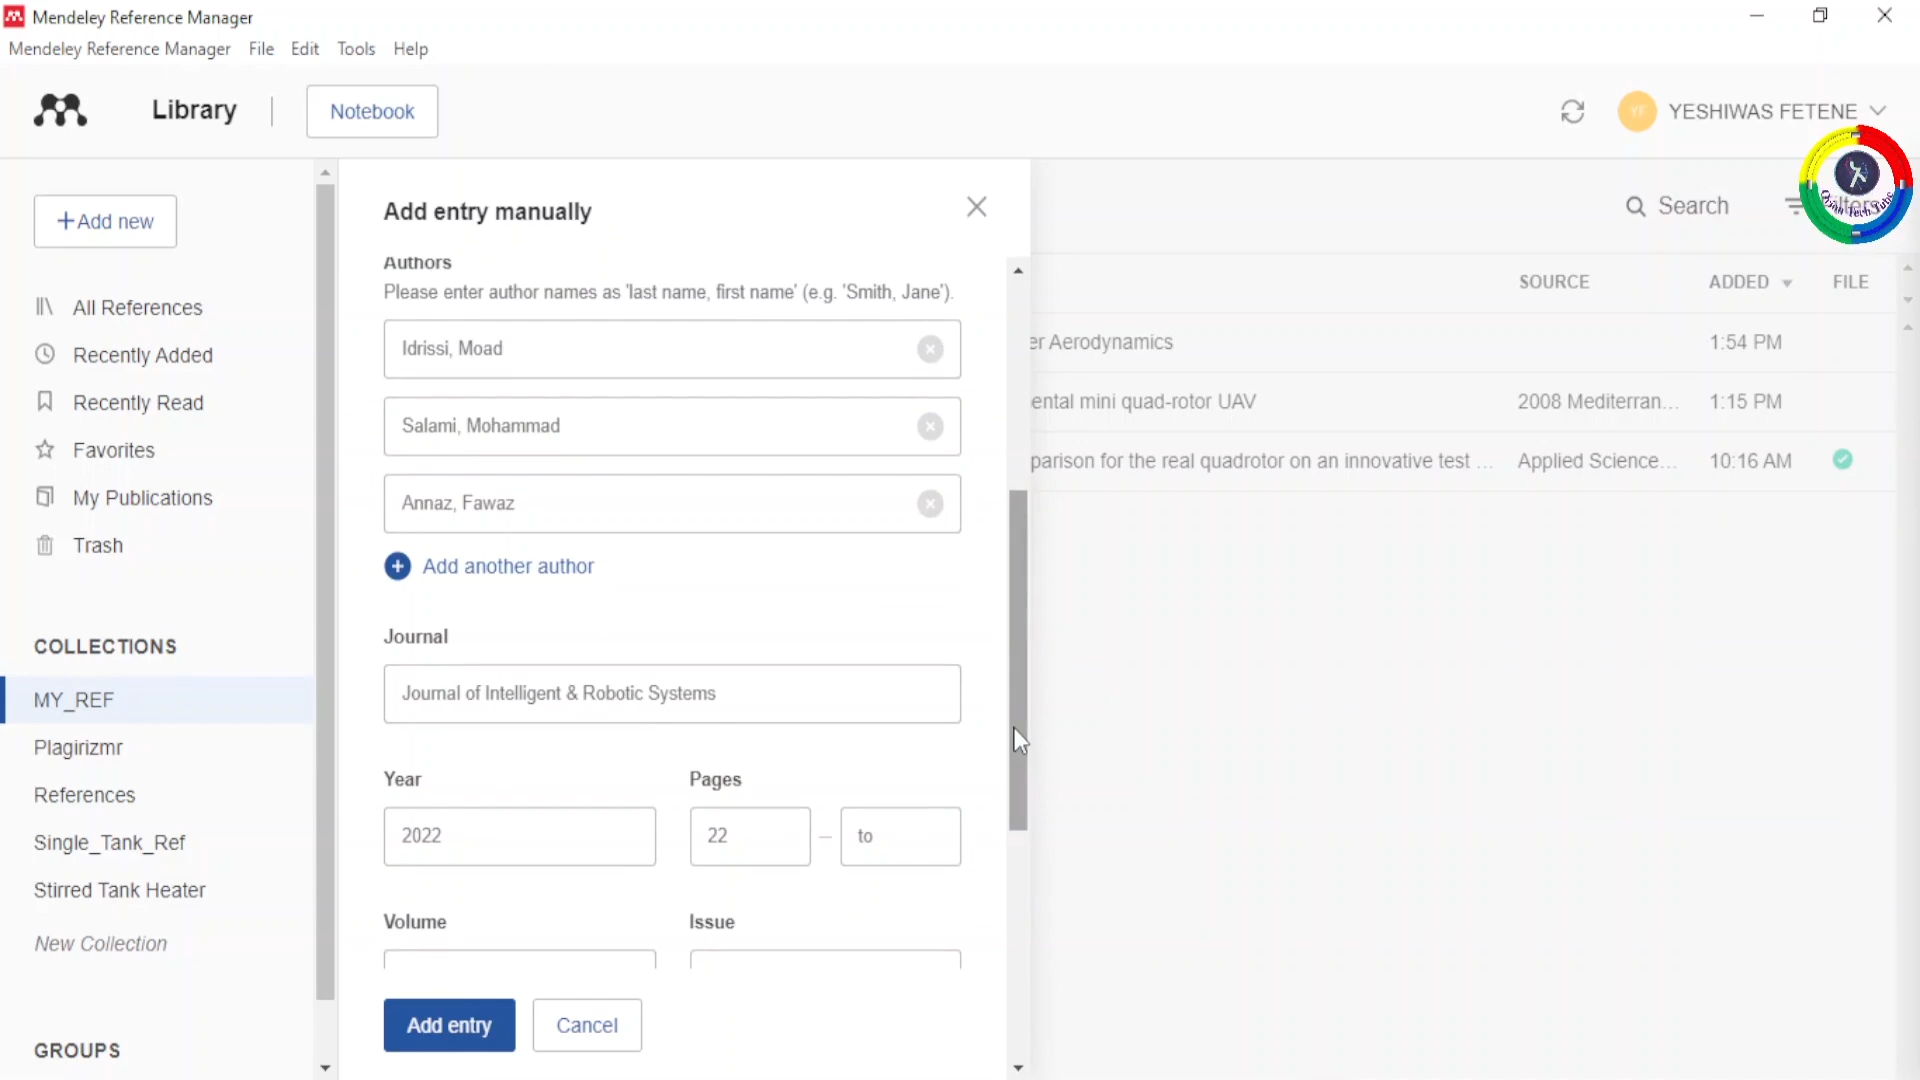 Mendeley Reference Manager
Mendeley Reference Manager File Edit Tools Help
Library
Notebook
YF
YESHIWAS FETENE
Qsian Tech Tube
+Add new
All References
Recently Added
Recently Read
Favorites
My Publications
Trash
COLLECTIONS
MY_REF
Plagirizmr
References
Single_Tank_Ref
Stirred Tank Heater
New Collection
GROUPS
Add entry manually
Authors
Please enter author names as 'last name, first name' (e.g. 'Smith, Jane').
Idrissi, Moad
Salami, Mohammad
Annaz, Fawaz
Add another author
Journal
Journal of Intelligent & Robotic Systems
Year Pages
2022 22 – to
Volume Issue
Add entry Cancel
Search
SOURCE ADDED FILE
er Aerodynamics 1:54 PM
ental mini quad-rotor UAV 2008 Mediterran... 1:15 PM
parison for the real quadrotor on an innovative test ... Applied Science... 10:16 AM